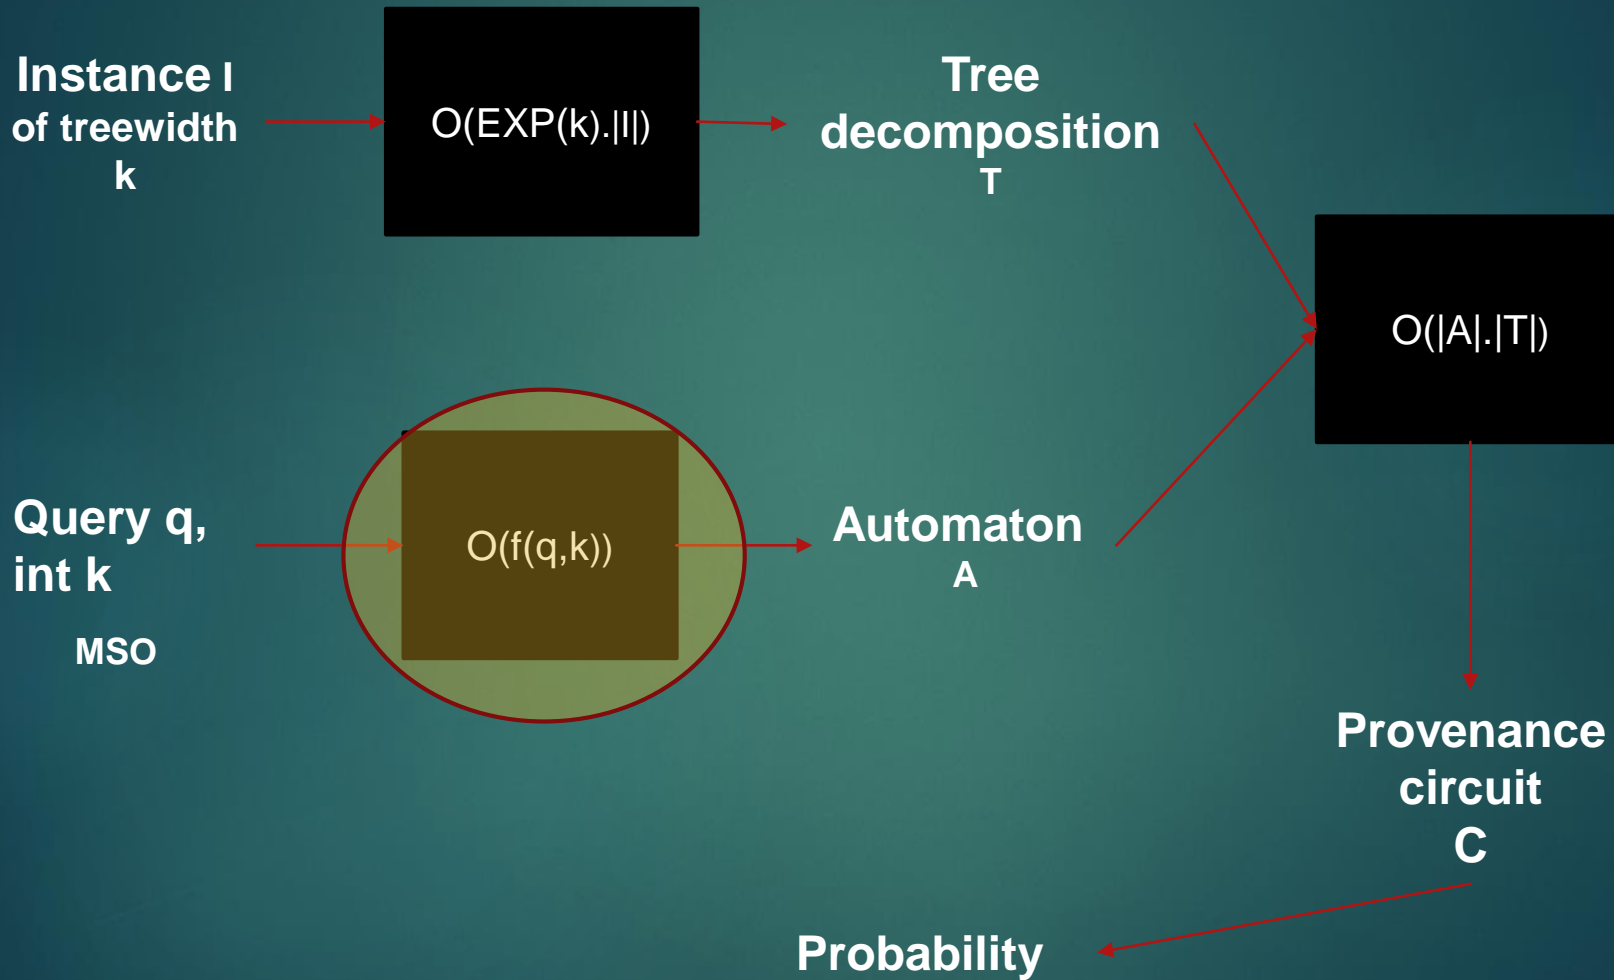 Instance I
of treewidth
k
O(EXP(k).|I|)
Tree
decomposition
T
O(|A|.|T|)
Query q,
int k
MSO
O(f(q,k))
Automaton
A
Provenance
circuit
C
Probability